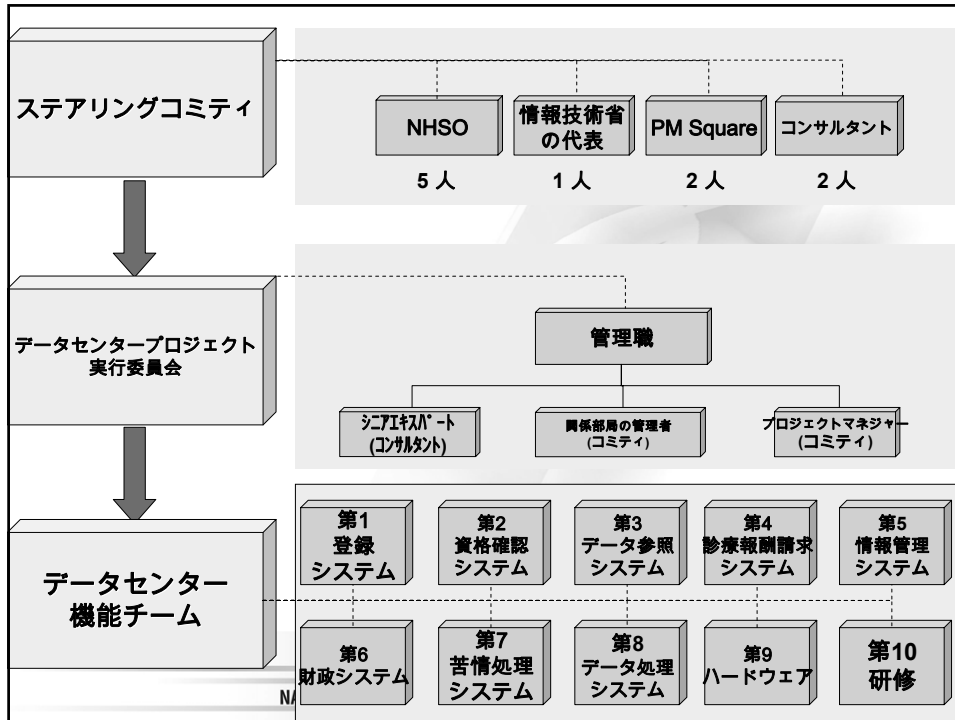 ステアリングコミティ
NHSO
情報技術省
の代表
PM Square
コンサルタント
5 人
1 人
2 人
2 人
データセンタープロジェクト
実行委員会
管理職
シニアエキスパート
(コンサルタント)
関係部局の管理者
(コミティ)
プロジェクトマネジャー
(コミティ)
データセンター
機能チーム
第1
登録
システム
第2
資格確認
システム
第3
データ参照
システム
第4
診療報酬請求
システム
第5
情報管理
システム
第6
財政システム
第7
苦情処理
システム
第8
データ処理
システム
第9
ハードウェア
第10
研修